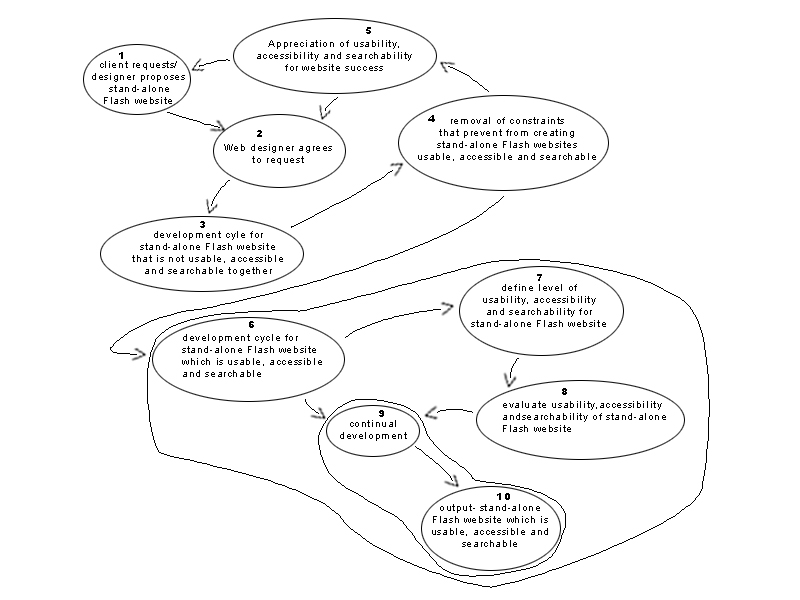 1
client requests/
designer proposes
stand-alone
Flash website
5
Appreciation of usability,
accessibility and searchability
for website success
2
Web designer agrees
to request
4 removal of constraints
that prevent from creating
stand-alone Flash websites
usable, accessible and searchable
3
development cyle for
stand-alone Flash website
that is not usable, accessible
and searchable together
7
define level of
usability, accessibility
and searchability for
stand-alone Flash website
6
development cycle for
stand-alone Flash website
which is usable, accessible
and searchable
8
evaluate usability,accessibility
andsearchability of stand-alone
Flash website
9
continual
development
10
output- stand-alone
Flash website which is
usable, accessible and
searchable